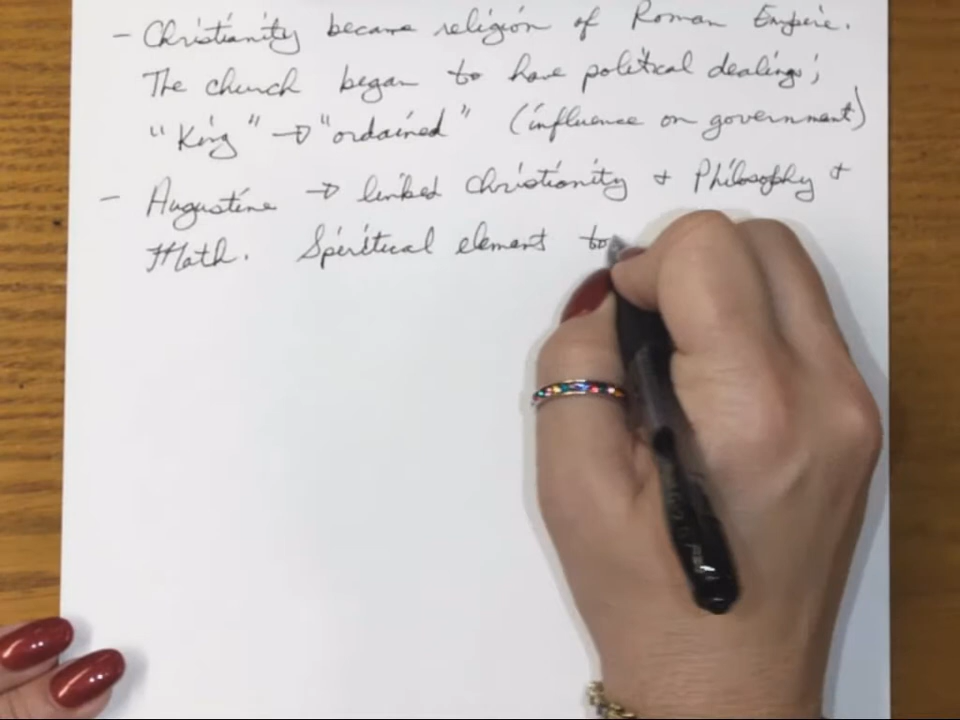 - Christianity became religion of Roman Empire.
The church began to have political dealings;
"King" → "ordained" (influence on government)
- Augustine → linked Christianity + Philosophy +
Math. Spiritual element to